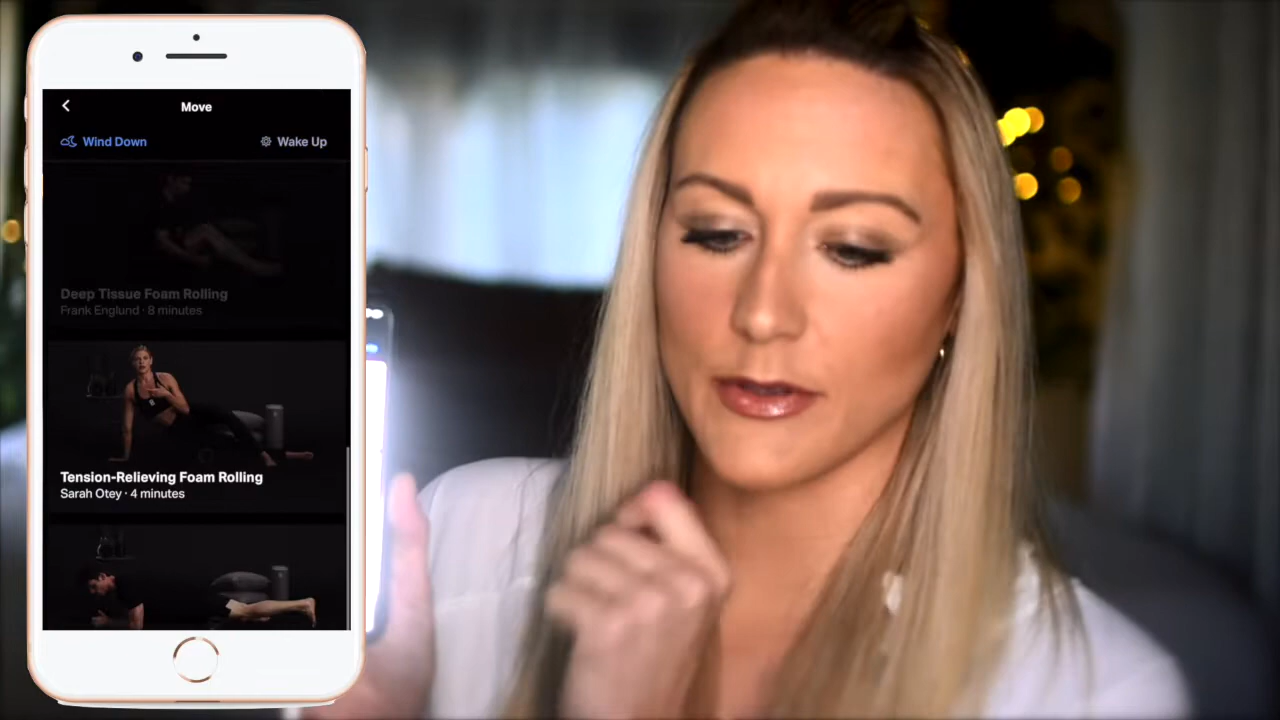 Move
Wind Down
Wake Up
Deep Tissue Foam Rolling
Frank Englund · 8 minutes
Tension-Relieving Foam Rolling
Sarah Otey · 4 minutes